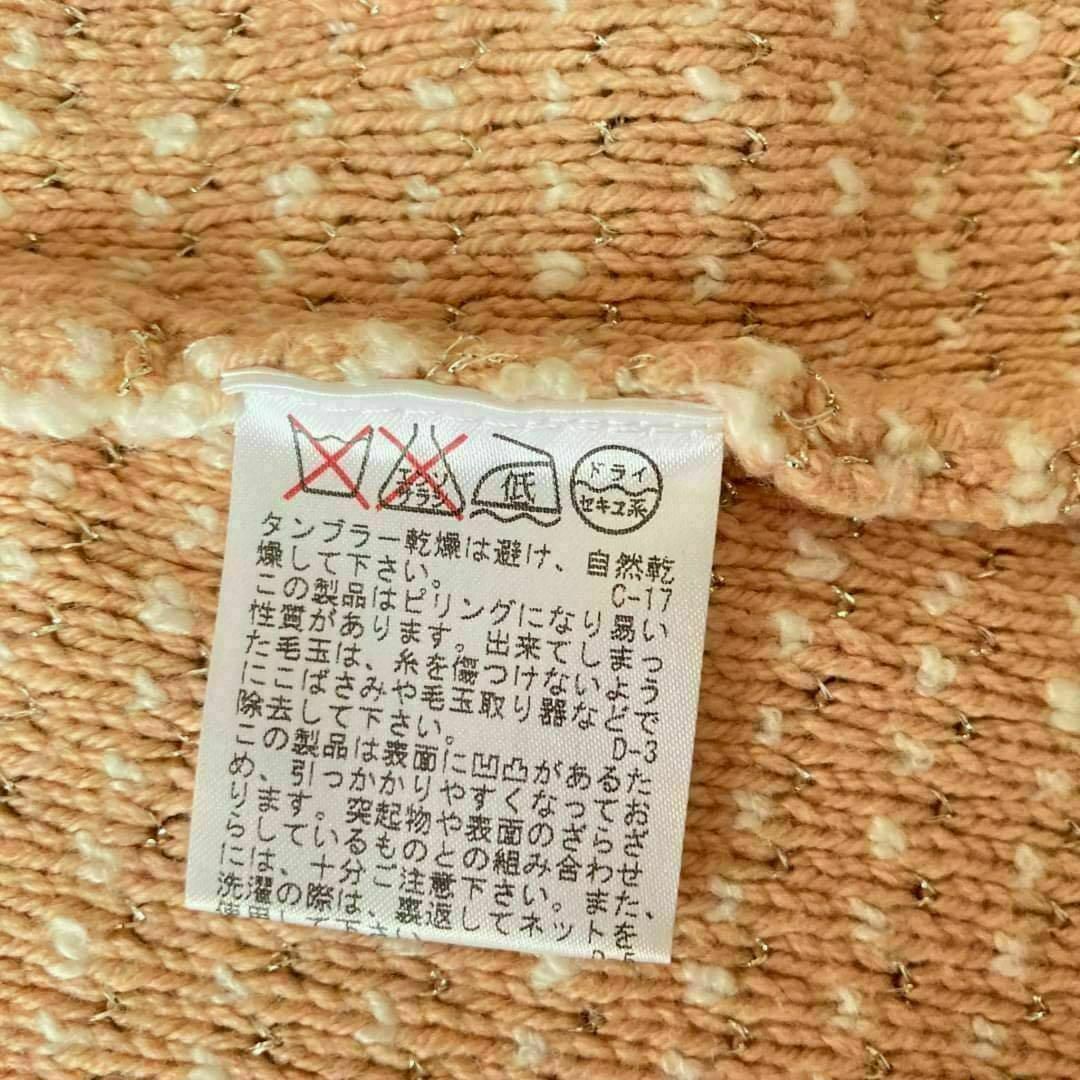 エンソ
サラシ
低
ドライ
セキユ系
タンブラー乾燥は避け、自然乾
燥して下さい。
C-17
この製品はピリングになり易い
性質があります。出来てしまっ
た毛玉は、糸を傷つけないよう
にこばさみや毛玉取り器などで
除去して下さい。
D-3
この製品は表面に凹凸があるた
め、引っかかりやすくなってお
ります。突起物や表面のざらざ
らしているものとの組み合わせ
には、十分ご注意下さい。また、
洗濯の際は、裏返してネットを
使用して下さい。